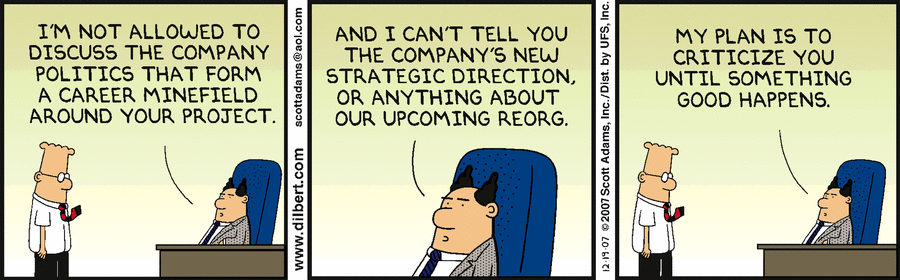 I'M NOT ALLOWED TO
DISCUSS THE COMPANY
POLITICS THAT FORM
A CAREER MINEFIELD
AROUND YOUR PROJECT.
www.dilbert.com scottadams@aol.com
AND I CAN'T TELL YOU
THE COMPANY'S NEW
STRATEGIC DIRECTION,
OR ANYTHING ABOUT
OUR UPCOMING REORG.
12-19-07 ©2007 Scott Adams, Inc./Dist. by UFS, Inc.
MY PLAN IS TO
CRITICIZE YOU
UNTIL SOMETHING
GOOD HAPPENS.